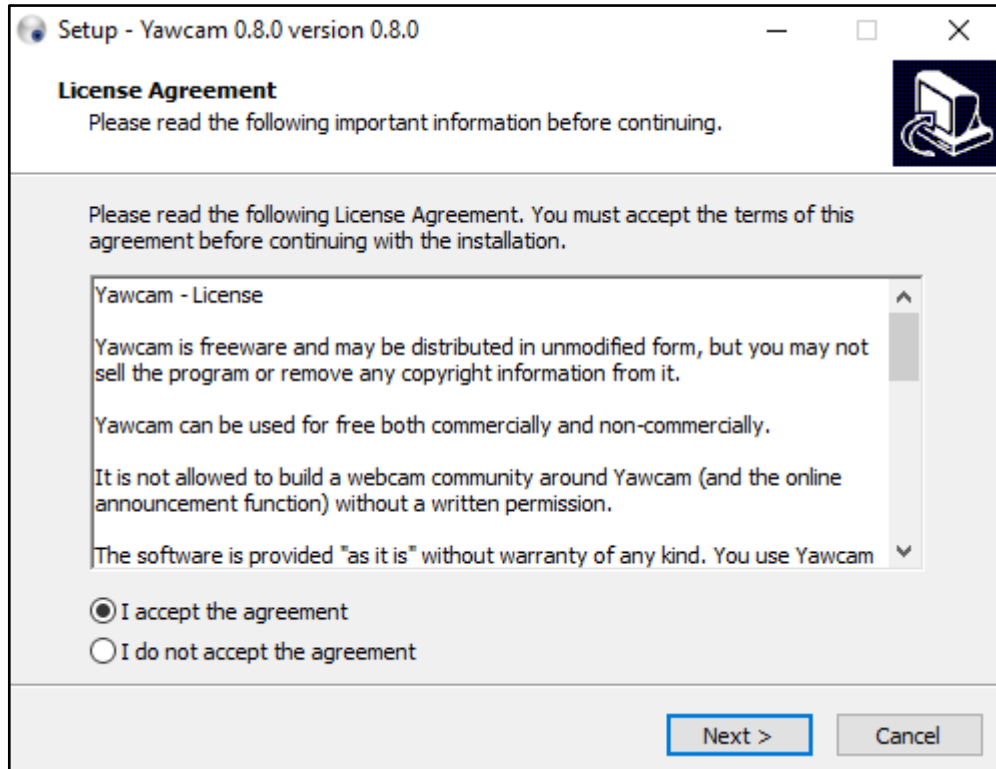 Setup - Yawcam 0.8.0 version 0.8.0
License Agreement
Please read the following important information before continuing.
Please read the following License Agreement. You must accept the terms of this
agreement before continuing with the installation.
Yawcam - License
Yawcam is freeware and may be distributed in unmodified form, but you may not
sell the program or remove any copyright information from it.
Yawcam can be used for free both commercially and non-commercially.
It is not allowed to build a webcam community around Yawcam (and the online
announcement function) without a written permission.
The software is provided "as it is" without warranty of any kind. You use Yawcam
I accept the agreement
I do not accept the agreement
Next >
Cancel